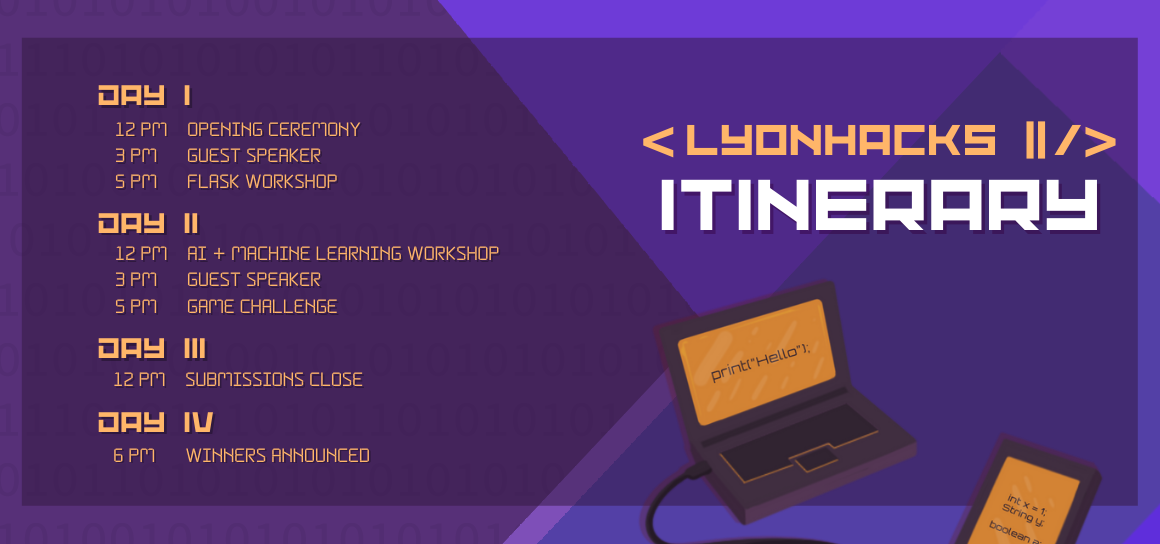 DAY I
12 PM OPENING CEREMONY
3 PM GUEST SPEAKER
5 PM FLASK WORKSHOP
DAY II
12 PM AI + MACHINE LEARNING WORKSHOP
3 PM GUEST SPEAKER
5 PM GAME CHALLENGE
DAY III
12 PM SUBMISSIONS CLOSE
DAY IV
6 PM WINNERS ANNOUNCED
<LYONHACKS II/>
ITINERARY
print("Hello");
int x = 1;
String y;
boolean a;